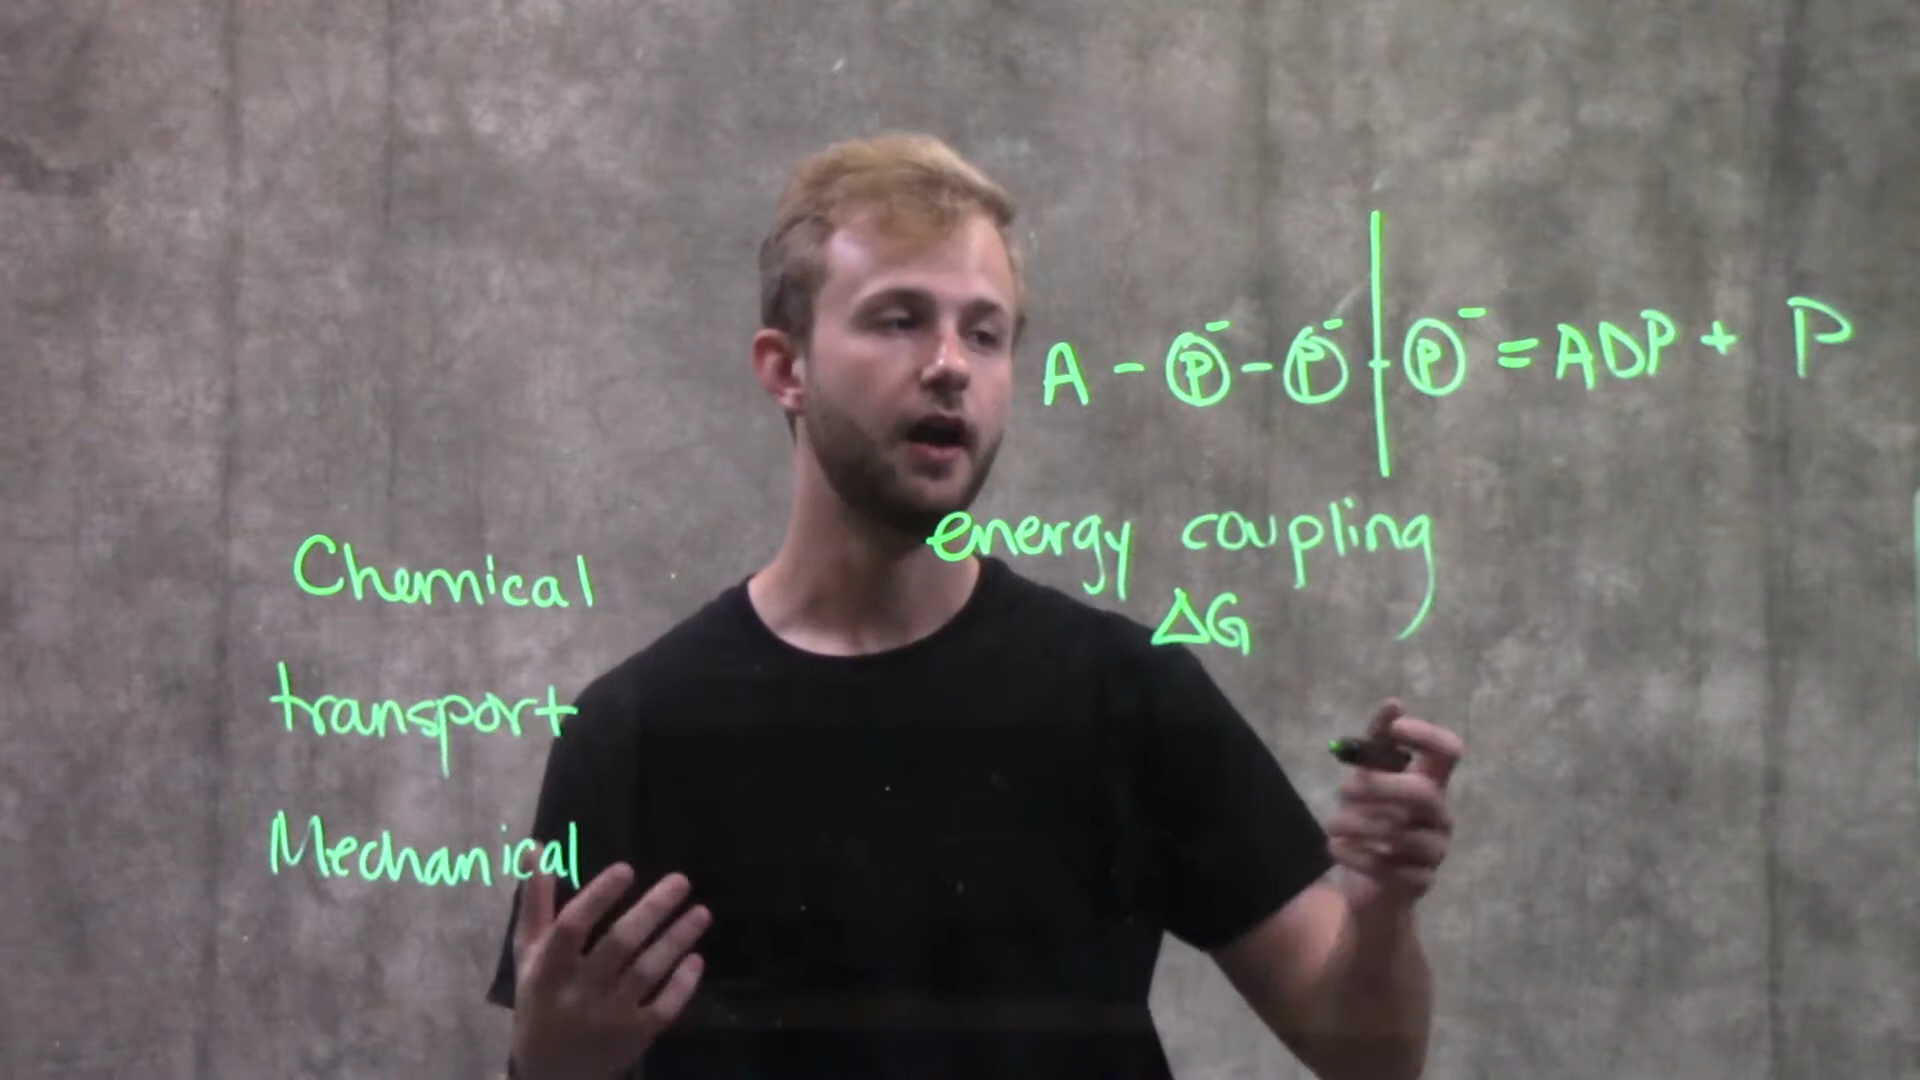 A - P⁻ - P⁻ | - P⁻ = ADP + P
energy coupling
ΔG
Chemical
transport
Mechanical